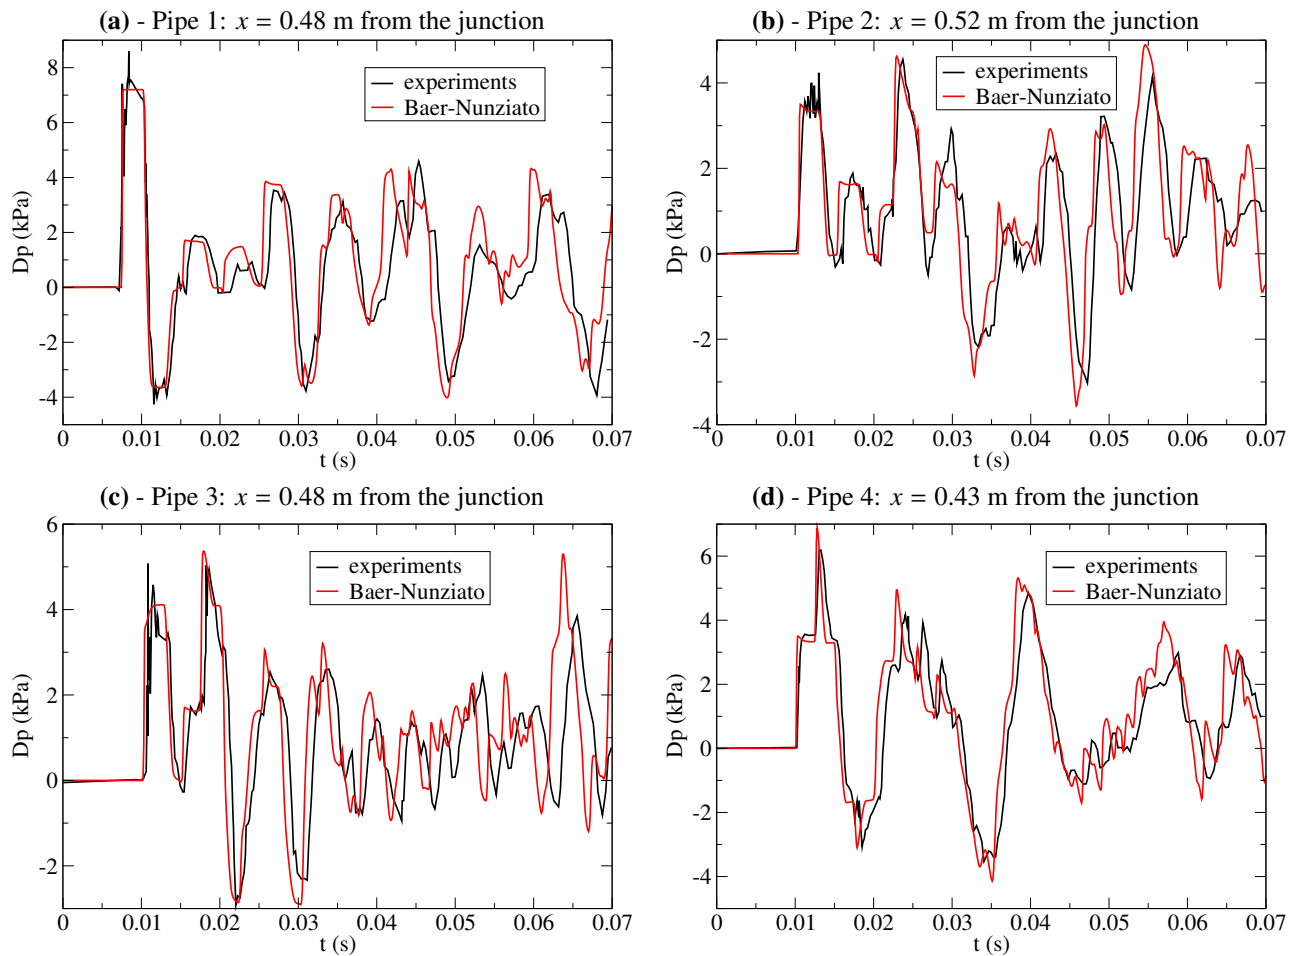 (a) - Pipe 1: x = 0.48 m from the junction
8
6
4
2
0
-2
-4
Dp (kPa)
experiments
Baer-Nunziato
0 0.01 0.02 0.03 0.04 0.05 0.06 0.07
t (s)
(b) - Pipe 2: x = 0.52 m from the junction
4
2
0
-2
-4
Dp (kPa)
experiments
Baer-Nunziato
0 0.01 0.02 0.03 0.04 0.05 0.06 0.07
t (s)
(c) - Pipe 3: x = 0.48 m from the junction
6
4
2
0
-2
Dp (kPa)
experiments
Baer-Nunziato
0 0.01 0.02 0.03 0.04 0.05 0.06 0.07
t (s)
(d) - Pipe 4: x = 0.43 m from the junction
6
4
2
0
-2
-4
Dp (kPa)
experiments
Baer-Nunziato
0 0.01 0.02 0.03 0.04 0.05 0.06 0.07
t (s)